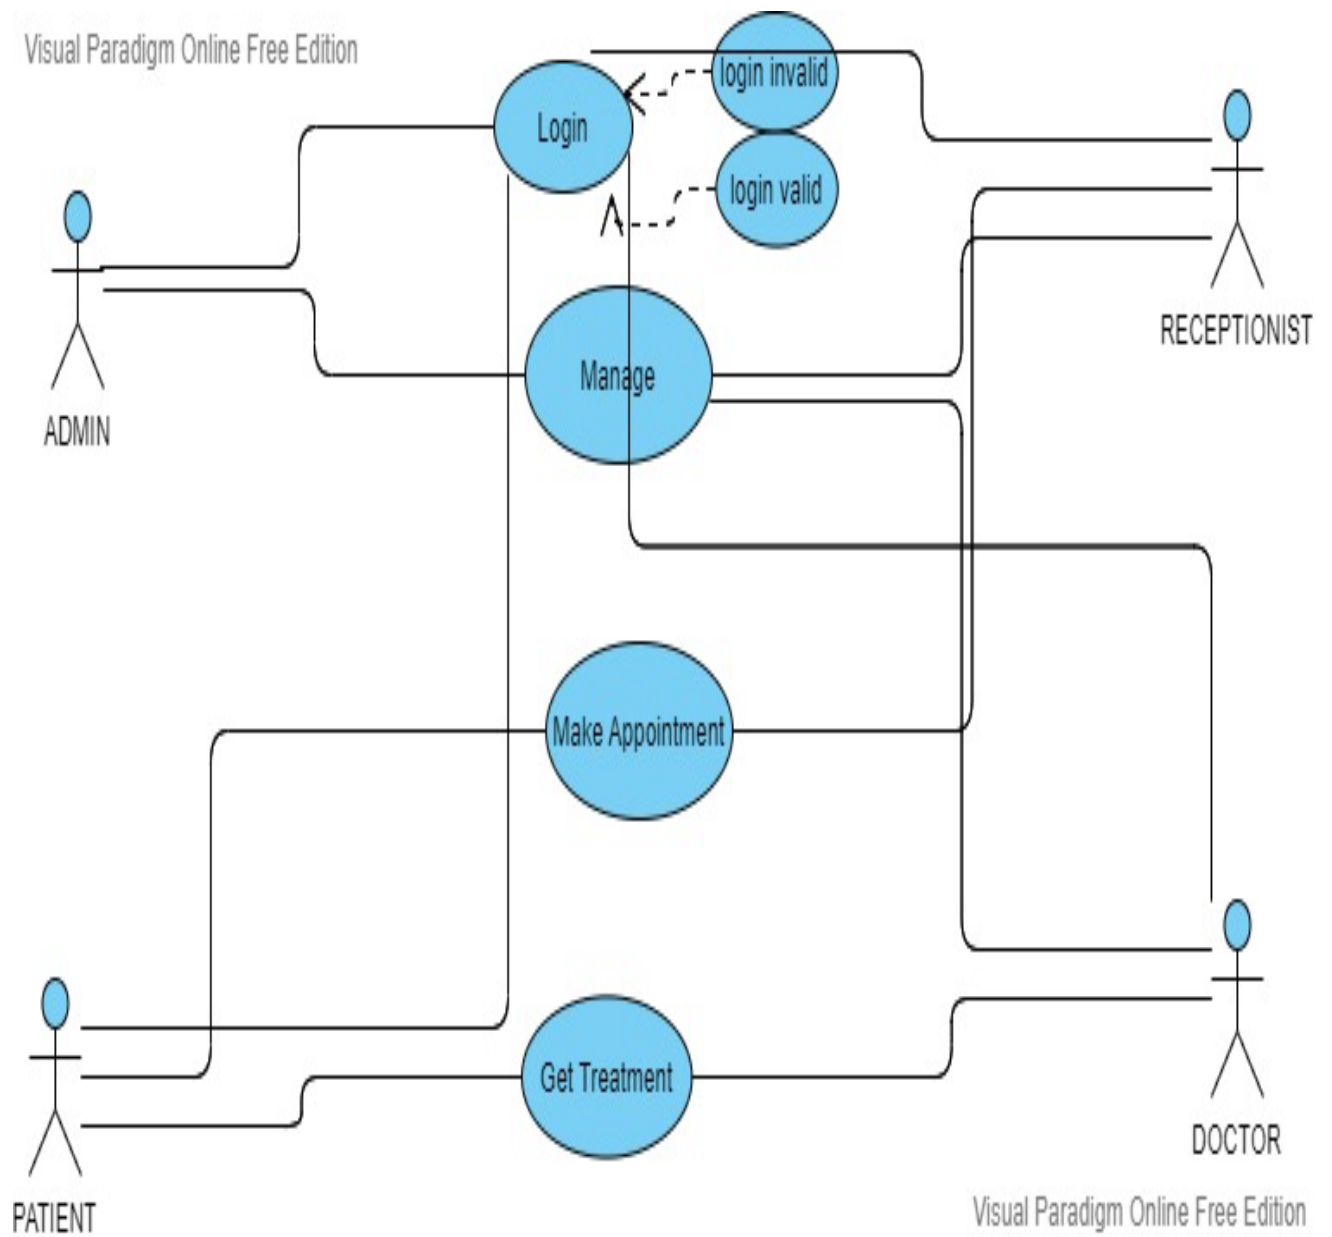 Visual Paradigm Online Free Edition
login invalid
Login
login valid
RECEPTIONIST
Manage
ADMIN
Make Appointment
Get Treatment
DOCTOR
PATIENT
Visual Paradigm Online Free Edition